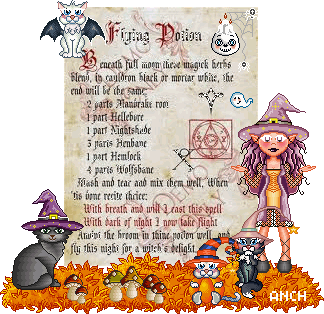 Flying Potion
Beneath full moon these magick herbs
blend, in cauldron black or mortar white, the
end will be the same.
2 parts Mandrake root
1 part Hellebore
1 part Nightshade
3 parts Henbane
1 part Hemlock
4 parts Wolfsbane
Mash and tear and mix them well, When
its done recite thrice:
With breath and will I cast this spell
With dark of night I now take flight
Anoint the broom in thine potion well, and
fly this night for a witch's delight.
ANCH